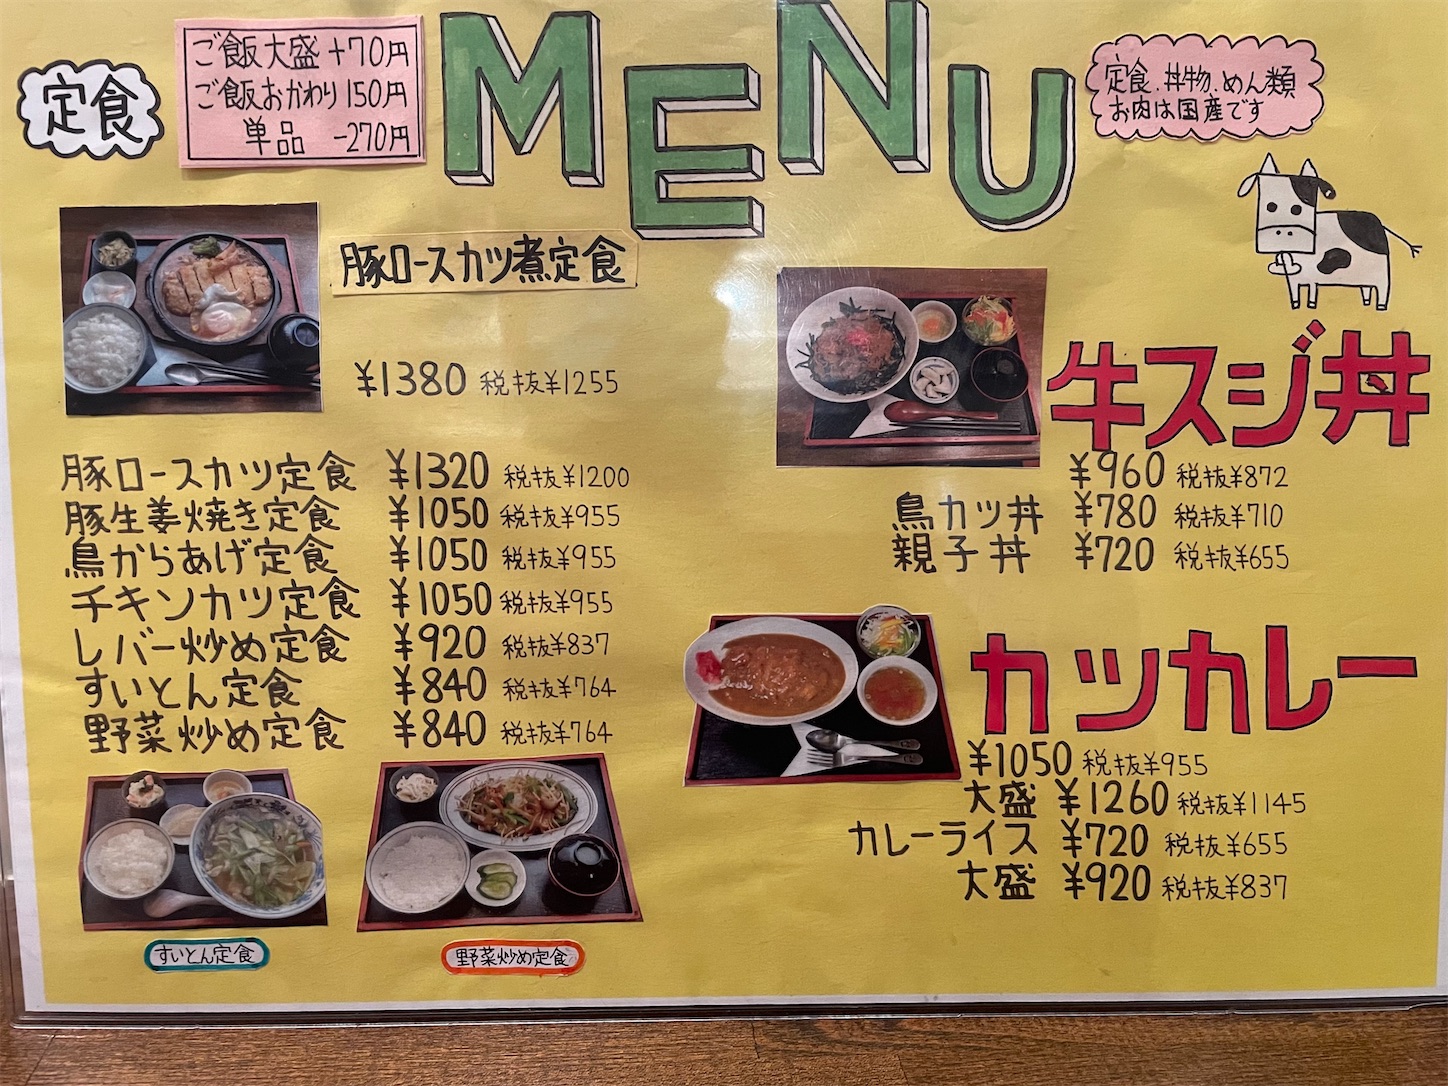 MENU
定食
ご飯大盛 +70円
ご飯おかわり 150円
単品 -270円
定食、丼物、めん類
お肉は国産です
豚ロースカツ煮定食
¥1380 税抜¥1255
豚ロースカツ定食 ¥1320 税抜¥1200
豚生姜焼き定食 ¥1050 税抜¥955
鳥からあげ定食 ¥1050 税抜¥955
チキンカツ定食 ¥1050 税抜¥955
レバー炒め定食 ¥920 税抜¥837
すいとん定食 ¥840 税抜¥764
野菜炒め定食 ¥840 税抜¥764
すいとん定食
野菜炒め定食
牛スジ丼
¥960 税抜¥872
鳥カツ丼 ¥780 税抜¥710
親子丼 ¥720 税抜¥655
カツカレー
¥1050 税抜¥955
大盛 ¥1260 税抜¥1145
カレーライス ¥720 税抜¥655
大盛 ¥920 税抜¥837